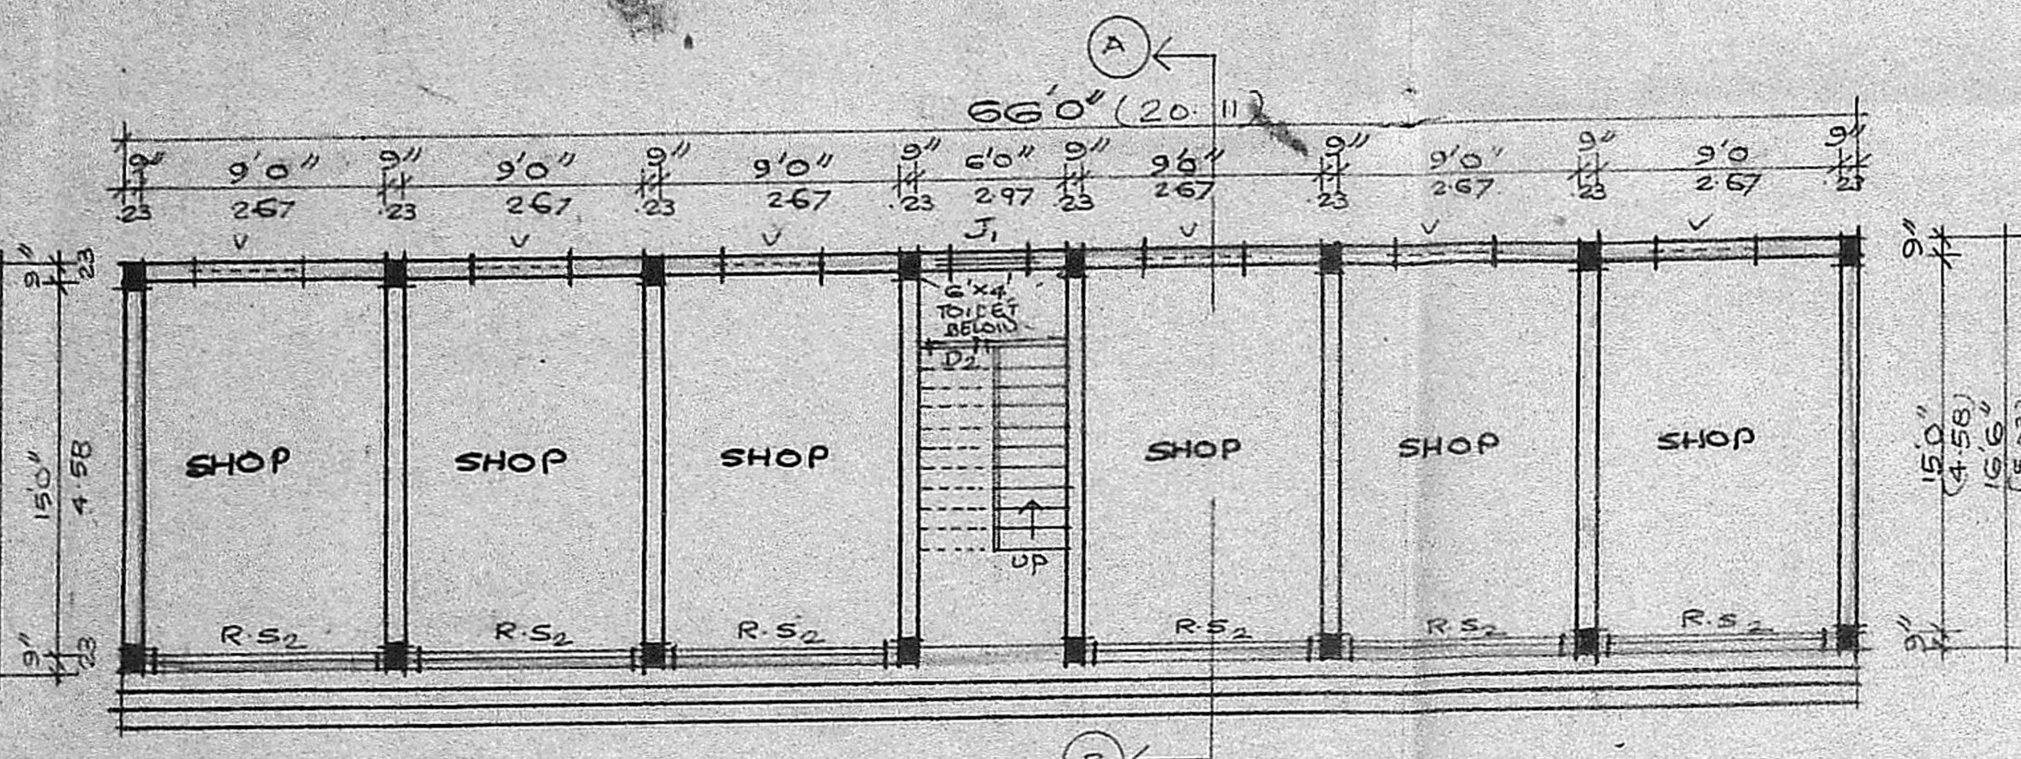 A
66'0" (20.11)
9" 9'0" 9" 9'0" 9" 9'0" 9" 6'0" 9" 9'0" 9" 9'0" 9" 9'0 9"
.23 2.67 .23 2.67 .23 2.67 .23 2.97 .23 2.67 .23 2.67 .23 2.67 .23
V V V J1 V V V
9" .23 9"
6'x4'
TOILET
BELOW
D2
15'0" 4.58 SHOP SHOP SHOP SHOP SHOP SHOP 15'0" (4.58) 16'6"
UP
R.S2 R.S2 R.S2 R.S2 R.S2 R.S2
9" 23 9"